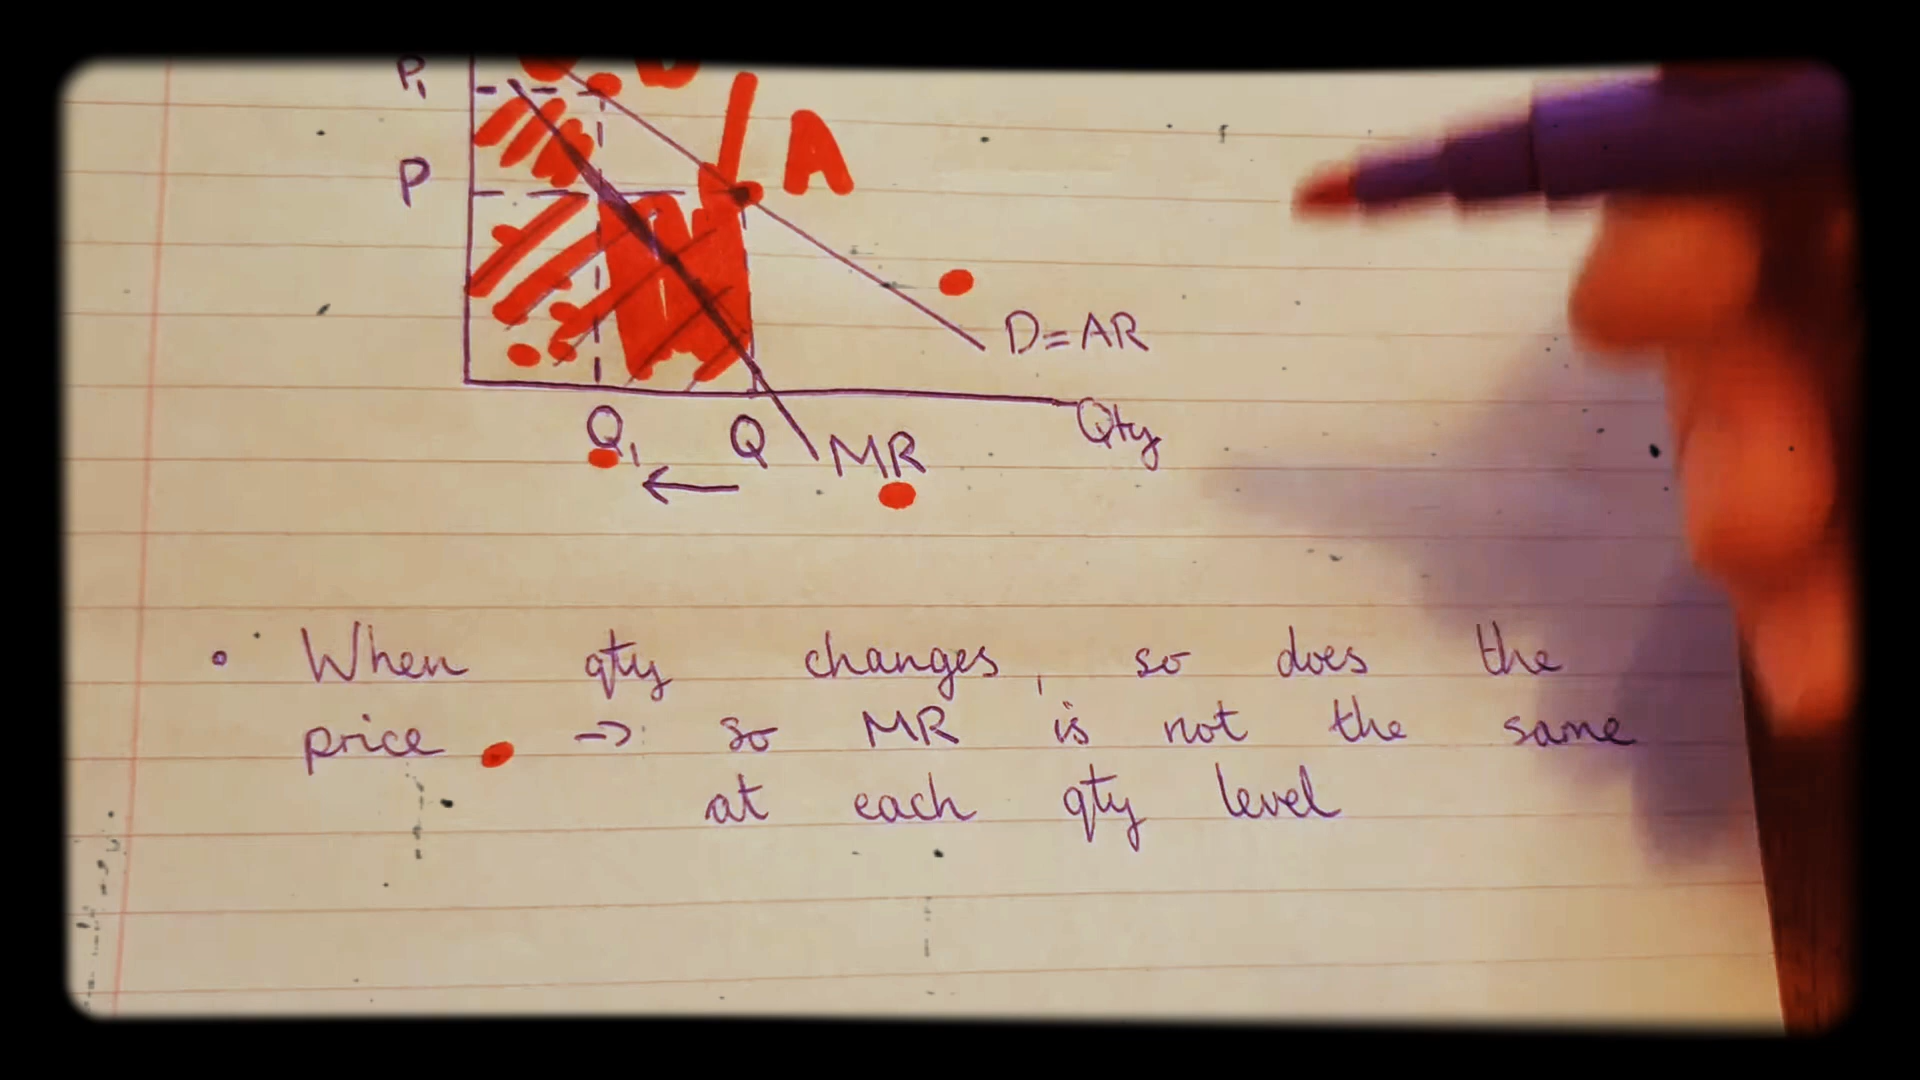 P₁
A
P
D=AR
Q₁ Q MR Qty
• When qty changes, so does the
price → so MR is not the same
at each qty level